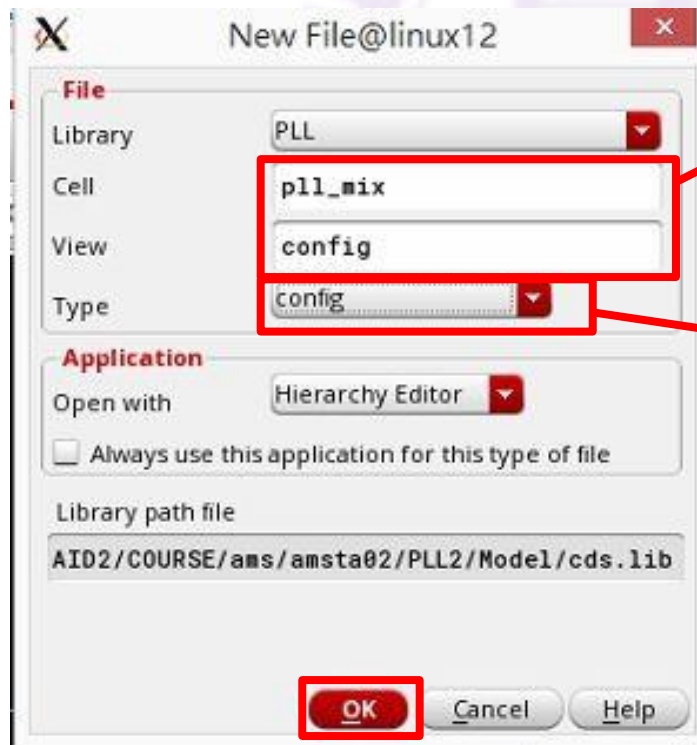 New File@linux12
File
Library PLL
Cell pll_mix
View config
Type config
Application
Open with Hierarchy Editor
Always use this application for this type of file
Library path file
AID2/COURSE/ams/amsta02/PLL2/Model/cds.lib
OK Cancel Help